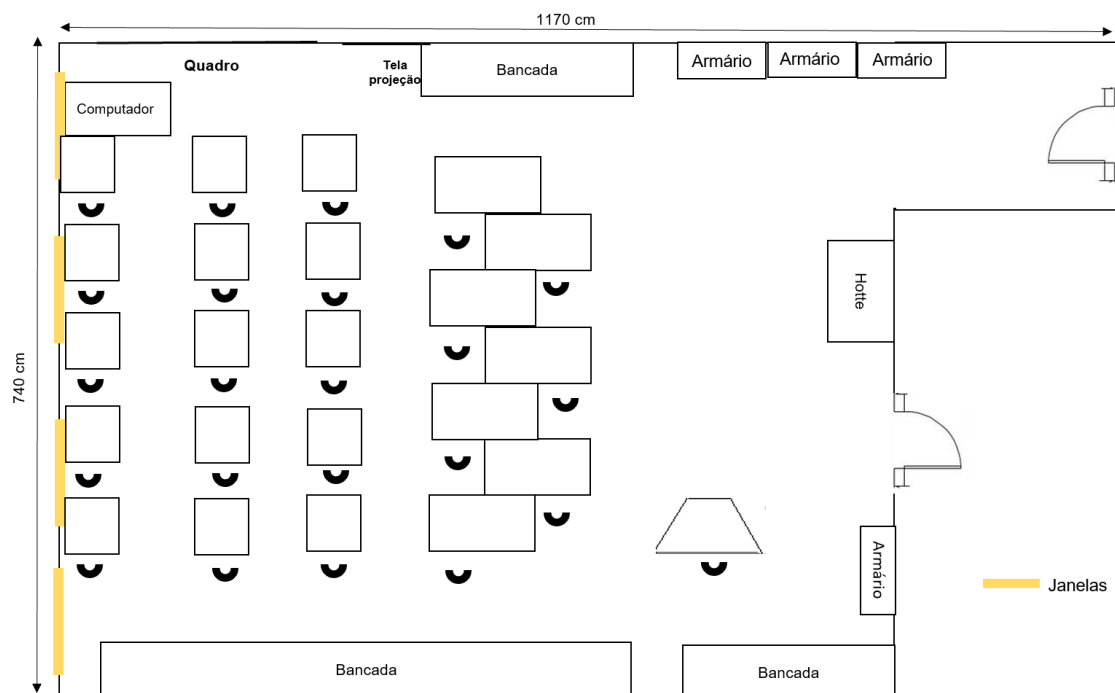 1170 cm
Quadro
Tela
projeção
Bancada
Armário
Armário
Armário
Computador
740 cm
Hotte
Armário
Janelas
Bancada
Bancada